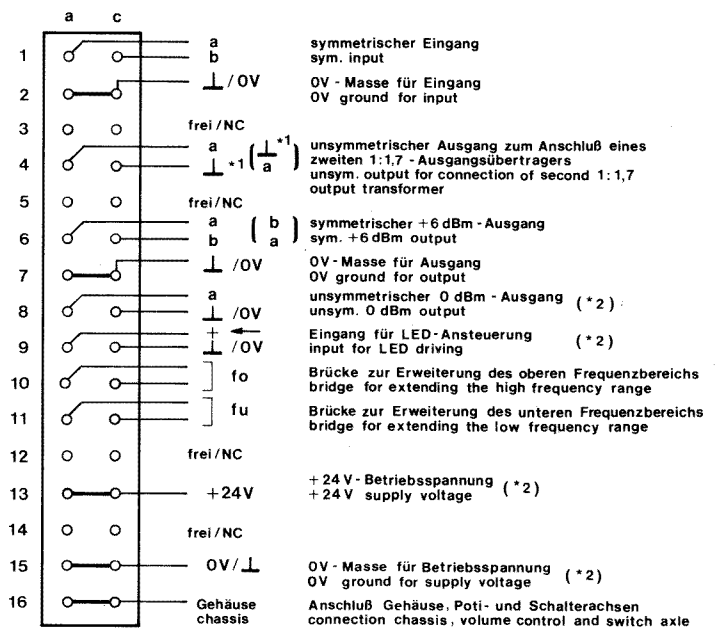 a c
1 a symmetrischer Eingang
b sym. input
2 ⊥/0V 0V - Masse für Eingang
0V ground for input
3 frei/NC
4 a (⊥*1 unsymmetrischer Ausgang zum Anschluß eines
⊥*1 a) zweiten 1:1,7 - Ausgangsübertragers
unsym. output for connection of second 1:1,7
output transformer
5 frei/NC
6 a (b symmetrischer +6 dBm - Ausgang
b a) sym. +6 dBm output
7 ⊥/0V 0V - Masse für Ausgang
0V ground for output
8 a unsymmetrischer 0 dBm - Ausgang (*2)
⊥/0V unsym. 0 dBm output
9 + ← Eingang für LED-Ansteuerung (*2)
⊥/0V input for LED driving
10 fo Brücke zur Erweiterung des oberen Frequenzbereichs
bridge for extending the high frequency range
11 fu Brücke zur Erweiterung des unteren Frequenzbereichs
bridge for extending the low frequency range
12 frei/NC
13 +24V +24V - Betriebsspannung (*2)
+24V supply voltage
14 frei/NC
15 0V/⊥ 0V - Masse für Betriebsspannung (*2)
0V ground for supply voltage
16 Gehäuse Anschluß Gehäuse, Poti- und Schalterachsen
chassis connection chassis, volume control and switch axle